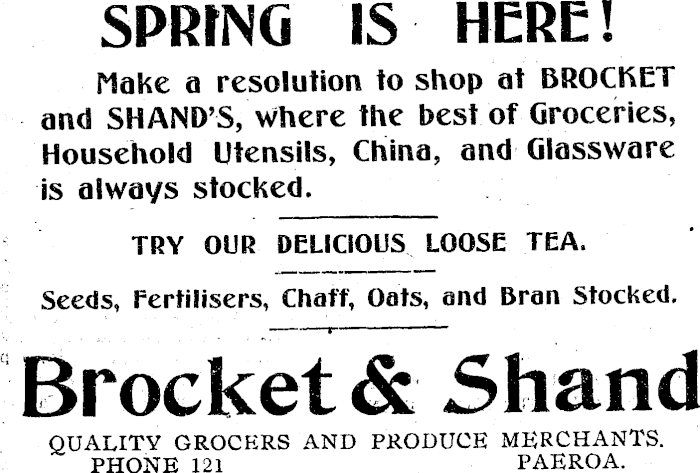 SPRING IS HERE!
Make a resolution to shop at BROCKET
and SHAND'S, where the best of Groceries,
Household Utensils, China, and Glassware
is always stocked.
TRY OUR DELICIOUS LOOSE TEA.
Seeds, Fertilisers, Chaff, Oats, and Bran Stocked.
Brocket & Shand
QUALITY GROCERS AND PRODUCE MERCHANTS.
PHONE 121 PAEROA.